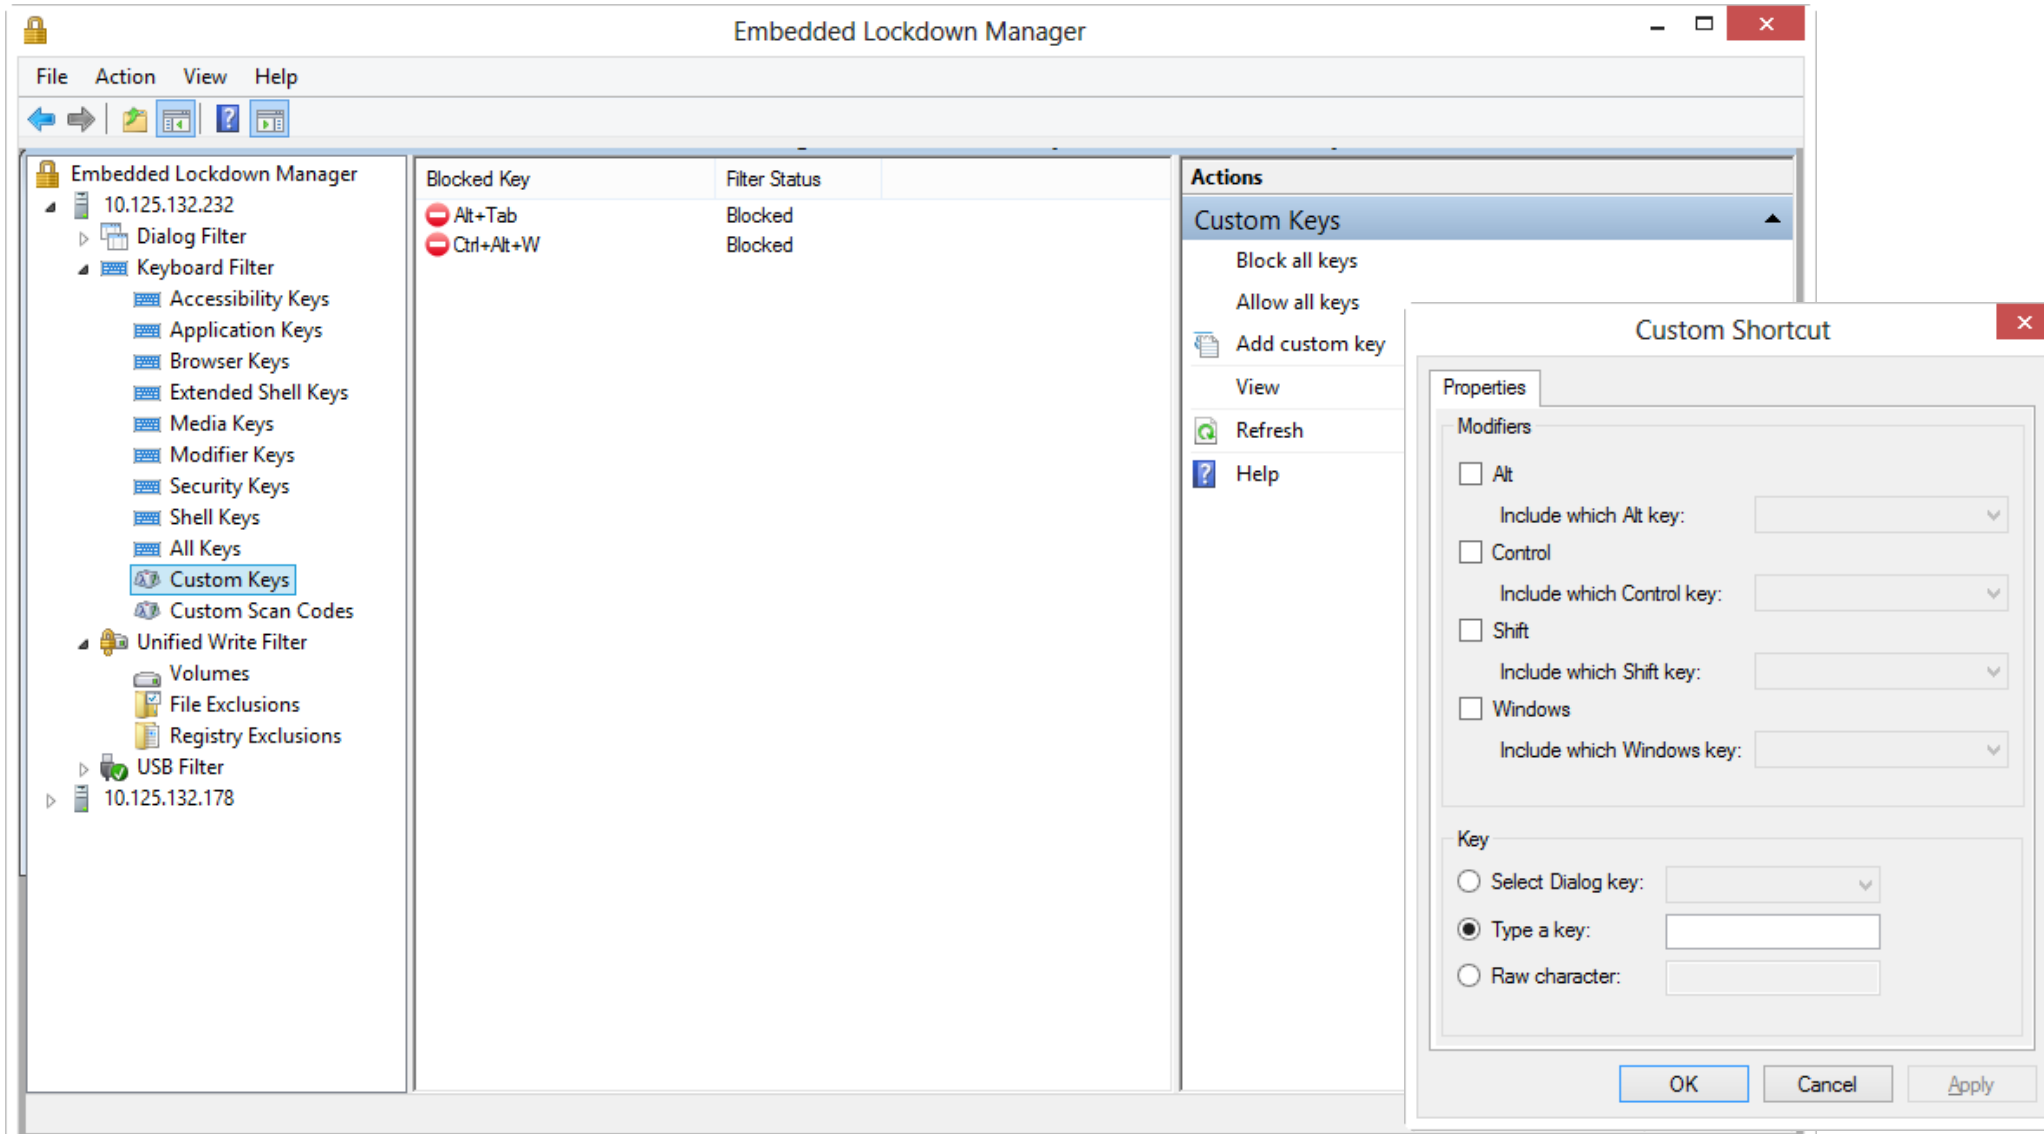 Embedded Lockdown Manager
File Action View Help
Embedded Lockdown Manager
10.125.132.232
Dialog Filter
Keyboard Filter
Accessibility Keys
Application Keys
Browser Keys
Extended Shell Keys
Media Keys
Modifier Keys
Security Keys
Shell Keys
All Keys
Custom Keys
Custom Scan Codes
Unified Write Filter
Volumes
File Exclusions
Registry Exclusions
USB Filter
10.125.132.178
Blocked Key Filter Status
Alt+Tab Blocked
Ctrl+Alt+W Blocked
Actions
Custom Keys
Block all keys
Allow all keys
Add custom key
View
Refresh
Help
Custom Shortcut
Properties
Modifiers
Alt
Include which Alt key:
Control
Include which Control key:
Shift
Include which Shift key:
Windows
Include which Windows key:
Key
Select Dialog key:
Type a key:
Raw character:
OK Cancel Apply